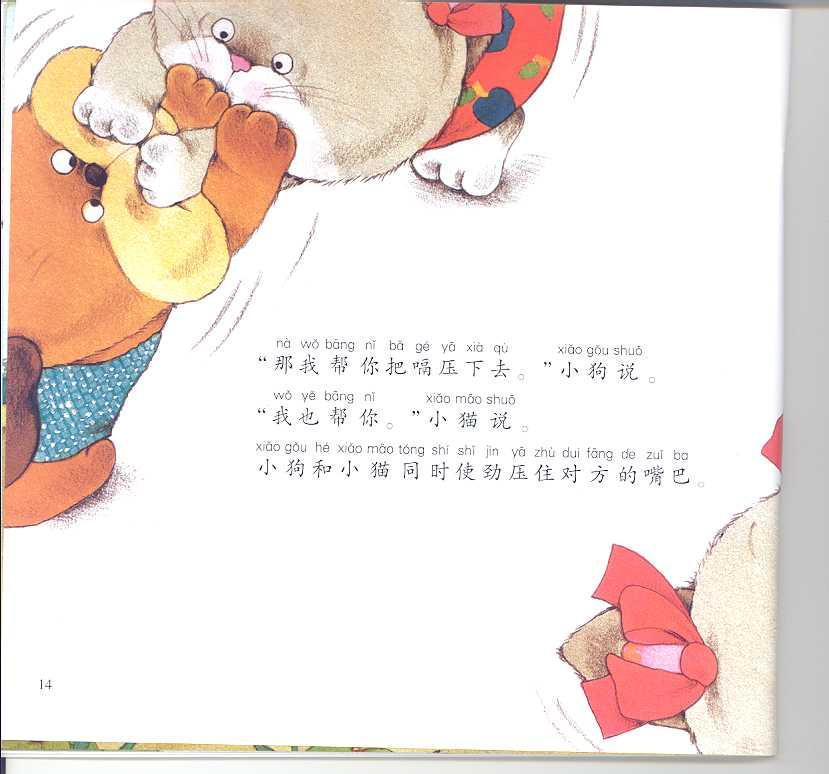 nà wǒ bāng nǐ bǎ gé yā xià qù xiǎo gǒu shuō
“那我帮你把嗝压下去。”小狗说。
wǒ yě bāng nǐ xiǎo māo shuō
“我也帮你。”小猫说。
xiǎo gǒu hé xiǎo māo tóng shí shǐ jìn yā zhù duì fāng de zuǐ ba
小狗和小猫同时使劲压住对方的嘴巴。
14